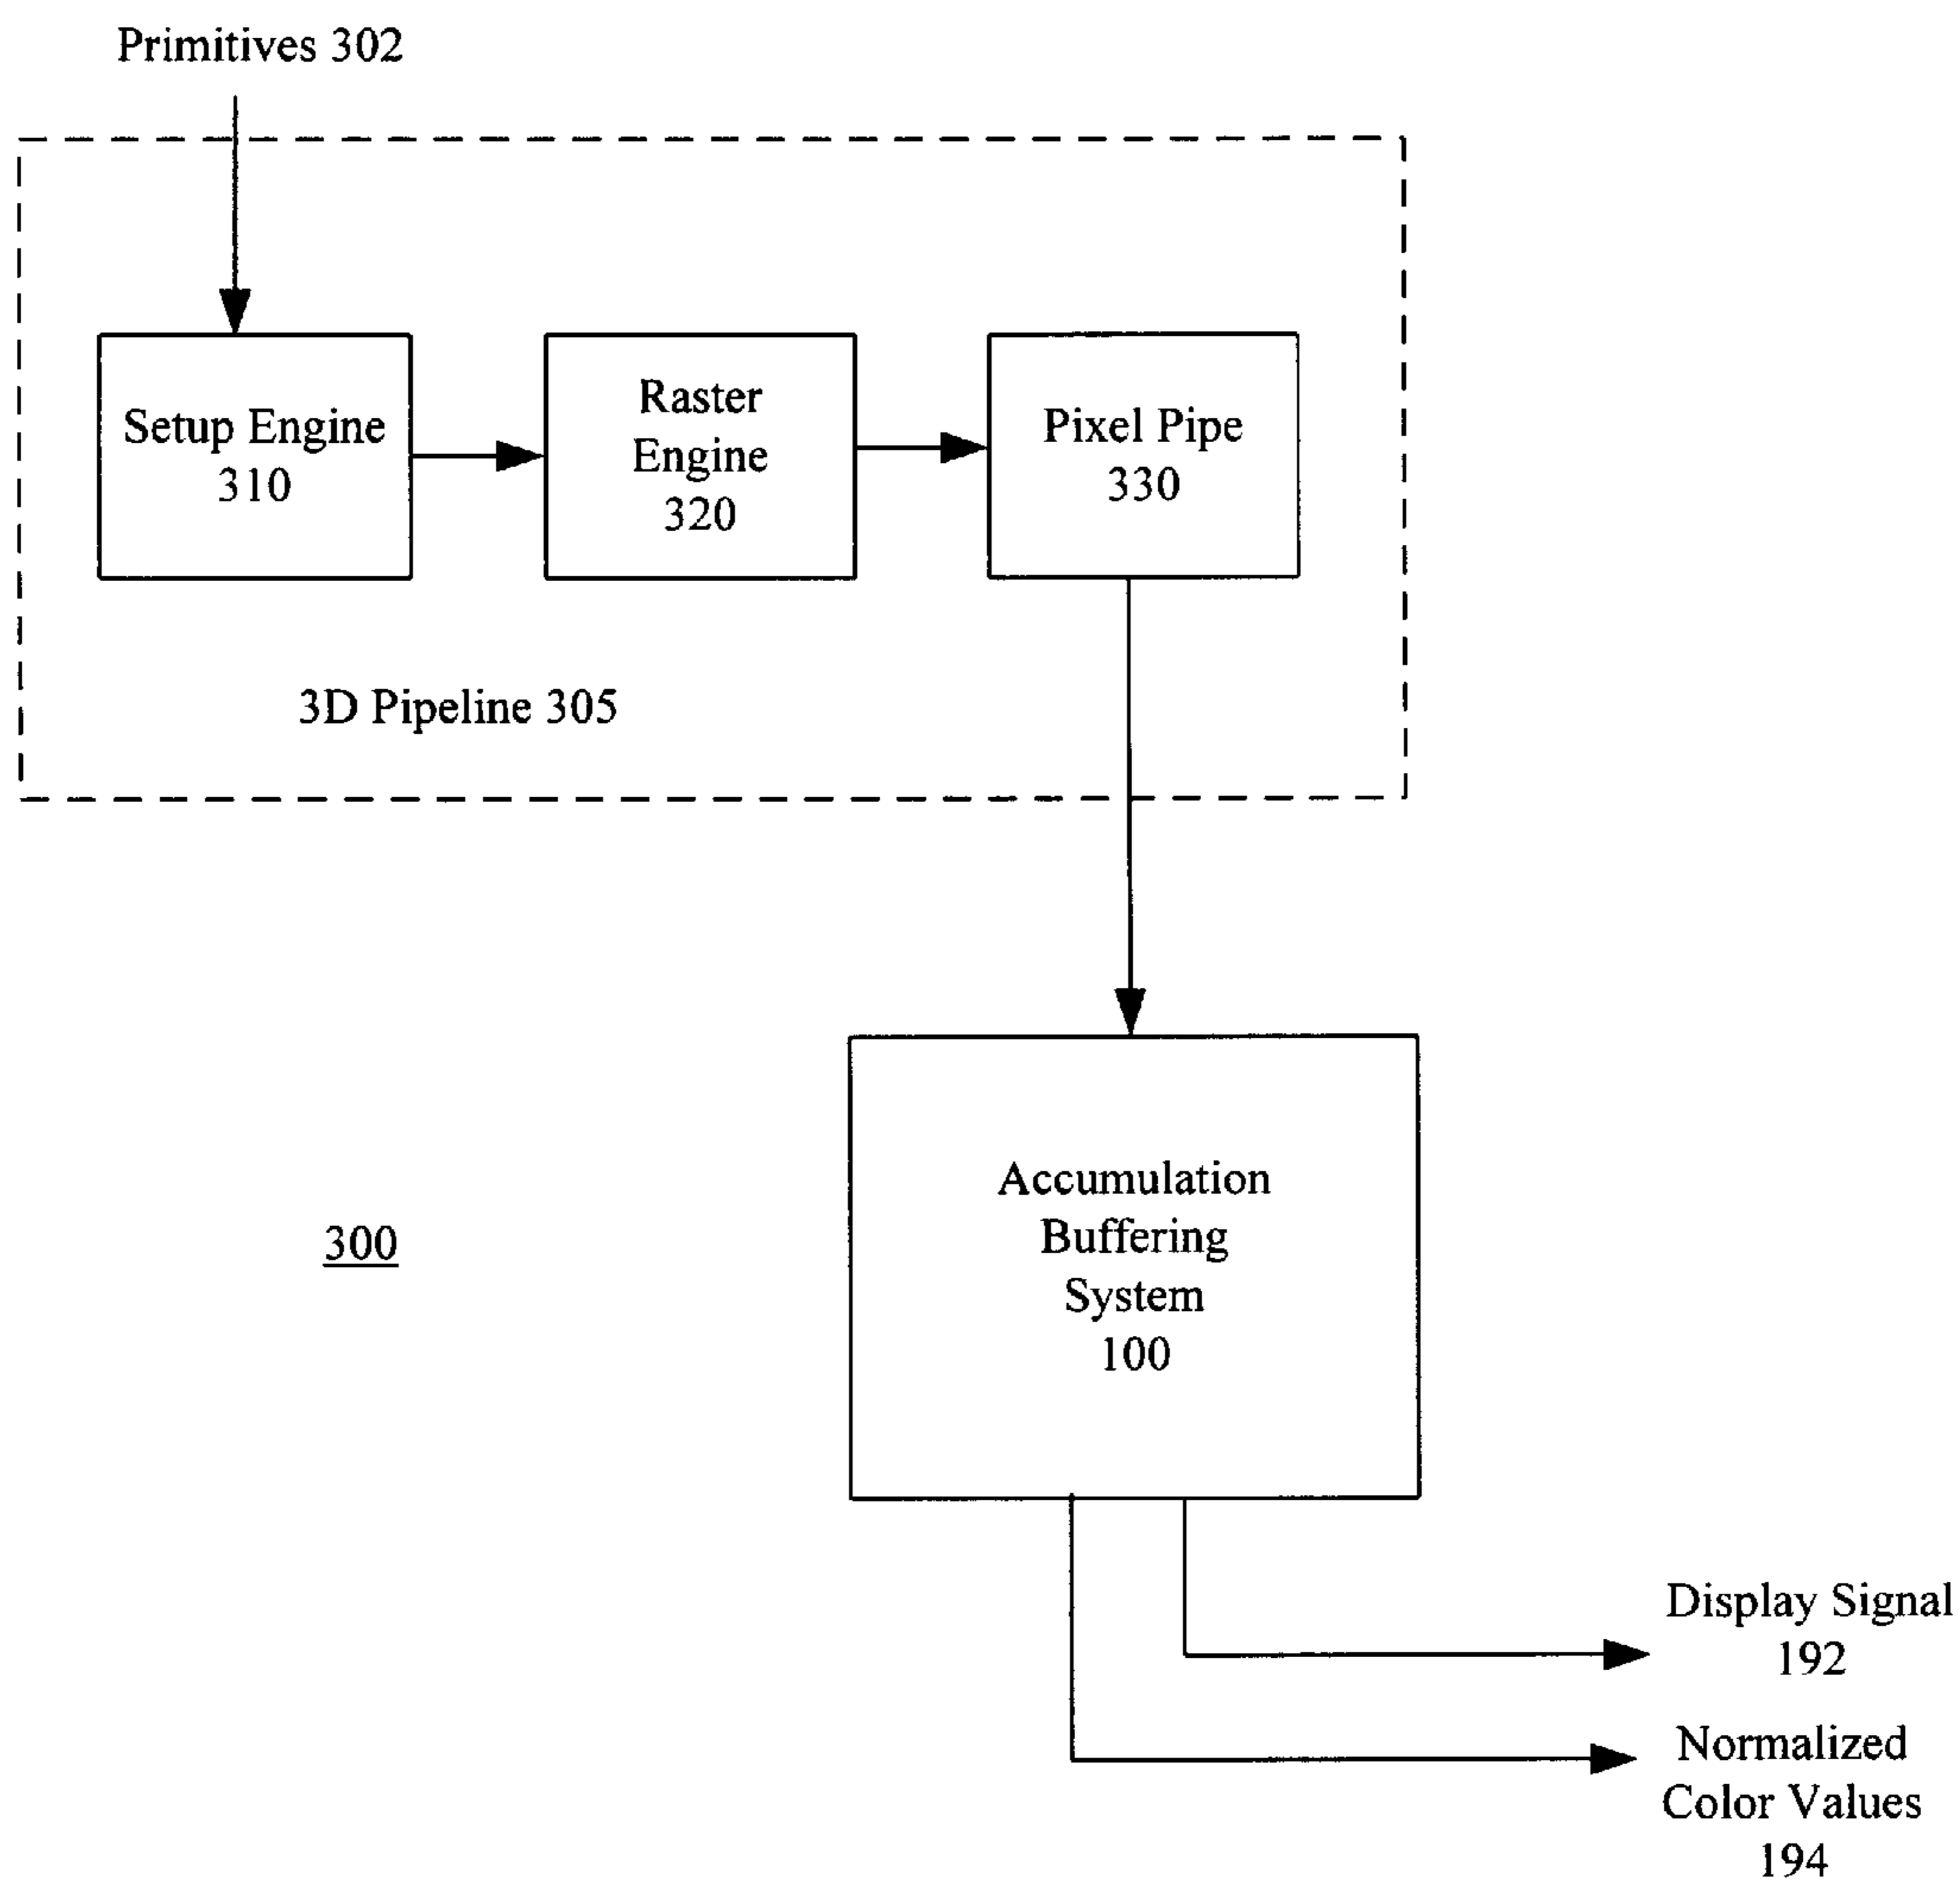 Primitives 302
Setup Engine
310
Raster
Engine
320
Pixel Pipe
330
3D Pipeline 305
Accumulation
Buffering
System
100
300
Display Signal
192
Normalized
Color Values
194